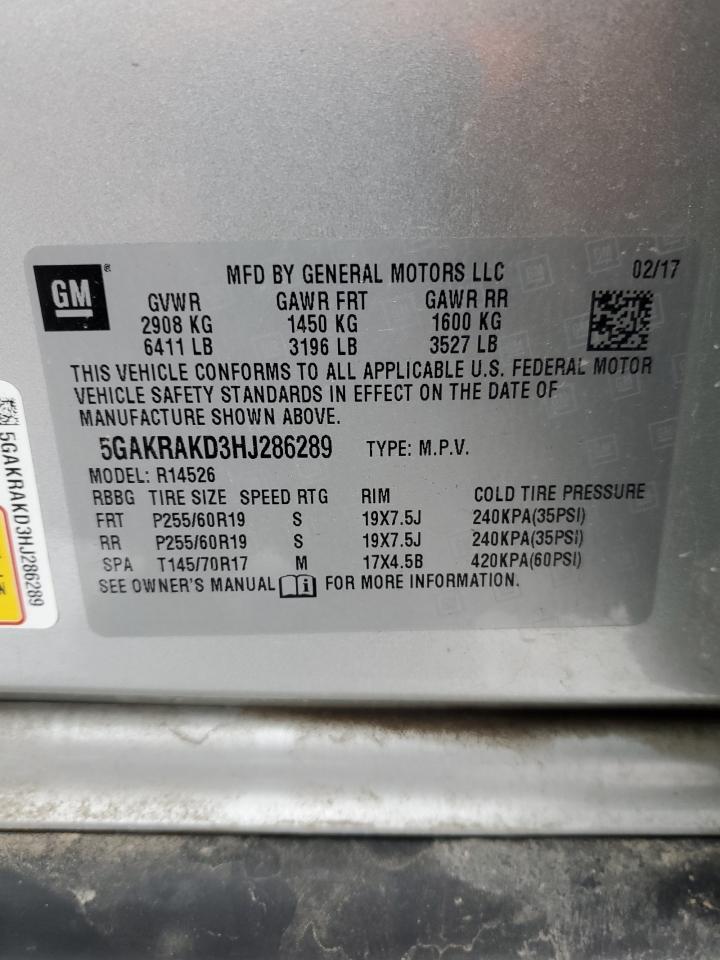 GM ® MFD BY GENERAL MOTORS LLC 02/17
GVWR GAWR FRT GAWR RR
2908 KG 1450 KG 1600 KG
6411 LB 3196 LB 3527 LB
THIS VEHICLE CONFORMS TO ALL APPLICABLE U.S. FEDERAL MOTOR
VEHICLE SAFETY STANDARDS IN EFFECT ON THE DATE OF
MANUFACTURE SHOWN ABOVE.
5GAKRAKD3HJ286289 TYPE: M.P.V.
MODEL: R14526
RBBG TIRE SIZE SPEED RTG RIM COLD TIRE PRESSURE
FRT P255/60R19 S 19X7.5J 240KPA(35PSI)
RR P255/60R19 S 19X7.5J 240KPA(35PSI)
SPA T145/70R17 M 17X4.5B 420KPA(60PSI)
SEE OWNER'S MANUAL i FOR MORE INFORMATION.
5GAKRAKD3HJ286289